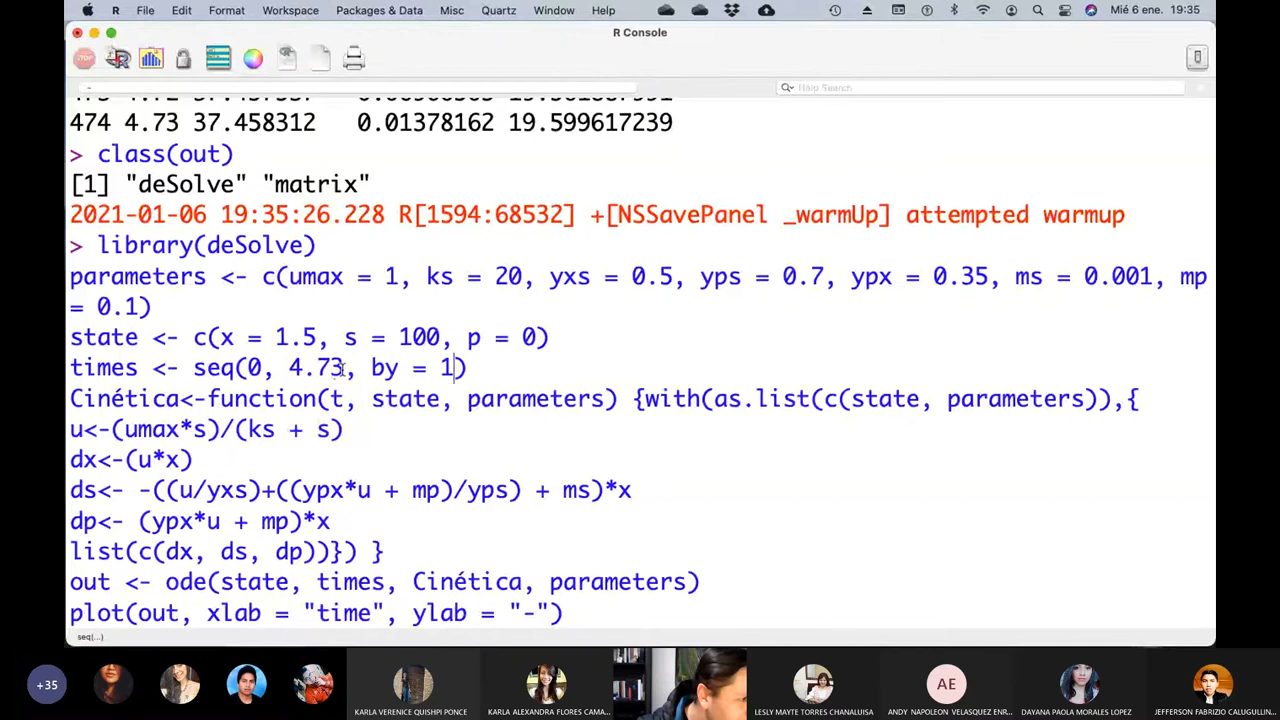 R File Edit Format Workspace Packages & Data Misc Quartz Window Help Mié 6 ene. 19:35
R Console
STOP
Help Search
474 4.73 37.458312 0.01378162 19.599617239
> class(out)
[1] "deSolve" "matrix"
2021-01-06 19:35:26.228 R[1594:68532] +[NSSavePanel _warmUp] attempted warmup
> library(deSolve)
parameters <- c(umax = 1, ks = 20, yxs = 0.5, yps = 0.7, ypx = 0.35, ms = 0.001, mp
= 0.1)
state <- c(x = 1.5, s = 100, p = 0)
times <- seq(0, 4.73, by = 1)
Cinética<-function(t, state, parameters) {with(as.list(c(state, parameters)),{
u<-(umax*s)/(ks + s)
dx<-(u*x)
ds<- -((u/yxs)+((ypx*u + mp)/yps) + ms)*x
dp<- (ypx*u + mp)*x
list(c(dx, ds, dp))}) }
out <- ode(state, times, Cinética, parameters)
plot(out, xlab = "time", ylab = "-")
seq(...)
+35
AE
KARLA VERENCE QUISHPI PONCE
KARLA ALEXANDRA FLORES CAMA...
LESLY MAYTE TORRES CHANALUISA
ANDY NAPOLEON VELASQUEZ ENR...
DAYANA PAOLA MORALES LOPEZ
JEFFERSON FABRIZIO CALUGULLIN...